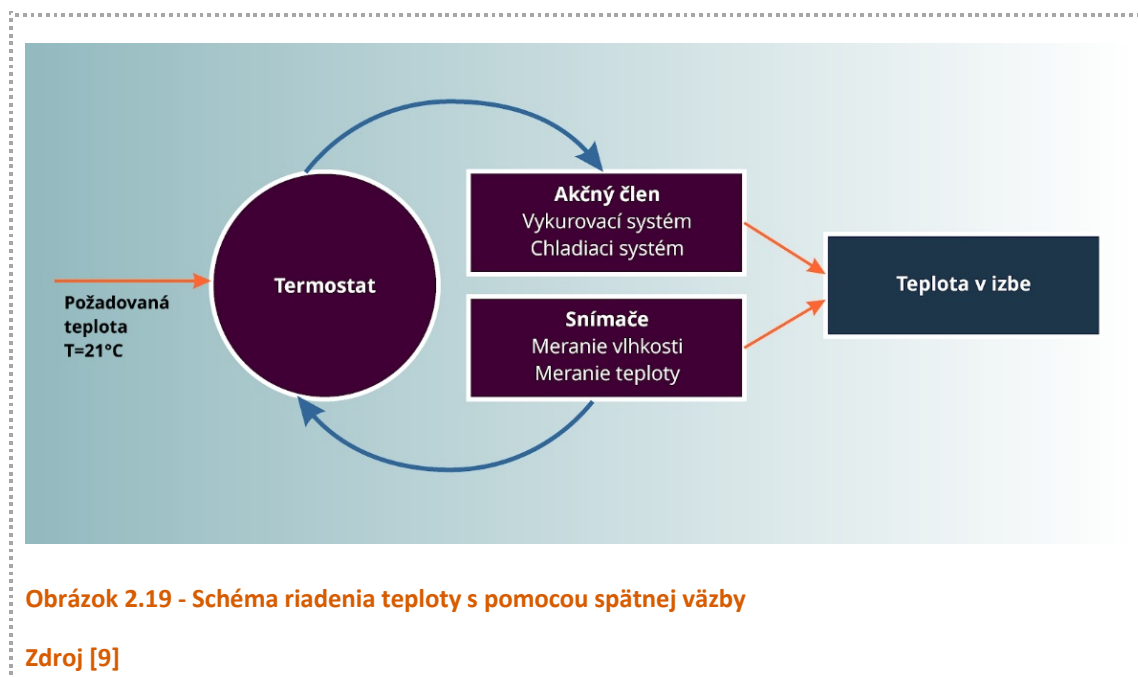 Požadovaná
teplota
T=21°C
Termostat
Akčný člen
Vykurovací systém
Chladiaci systém
Snímače
Meranie vlhkosti
Meranie teploty
Teplota v izbe
Obrázok 2.19 - Schéma riadenia teploty s pomocou spätnej väzby
Zdroj [9]